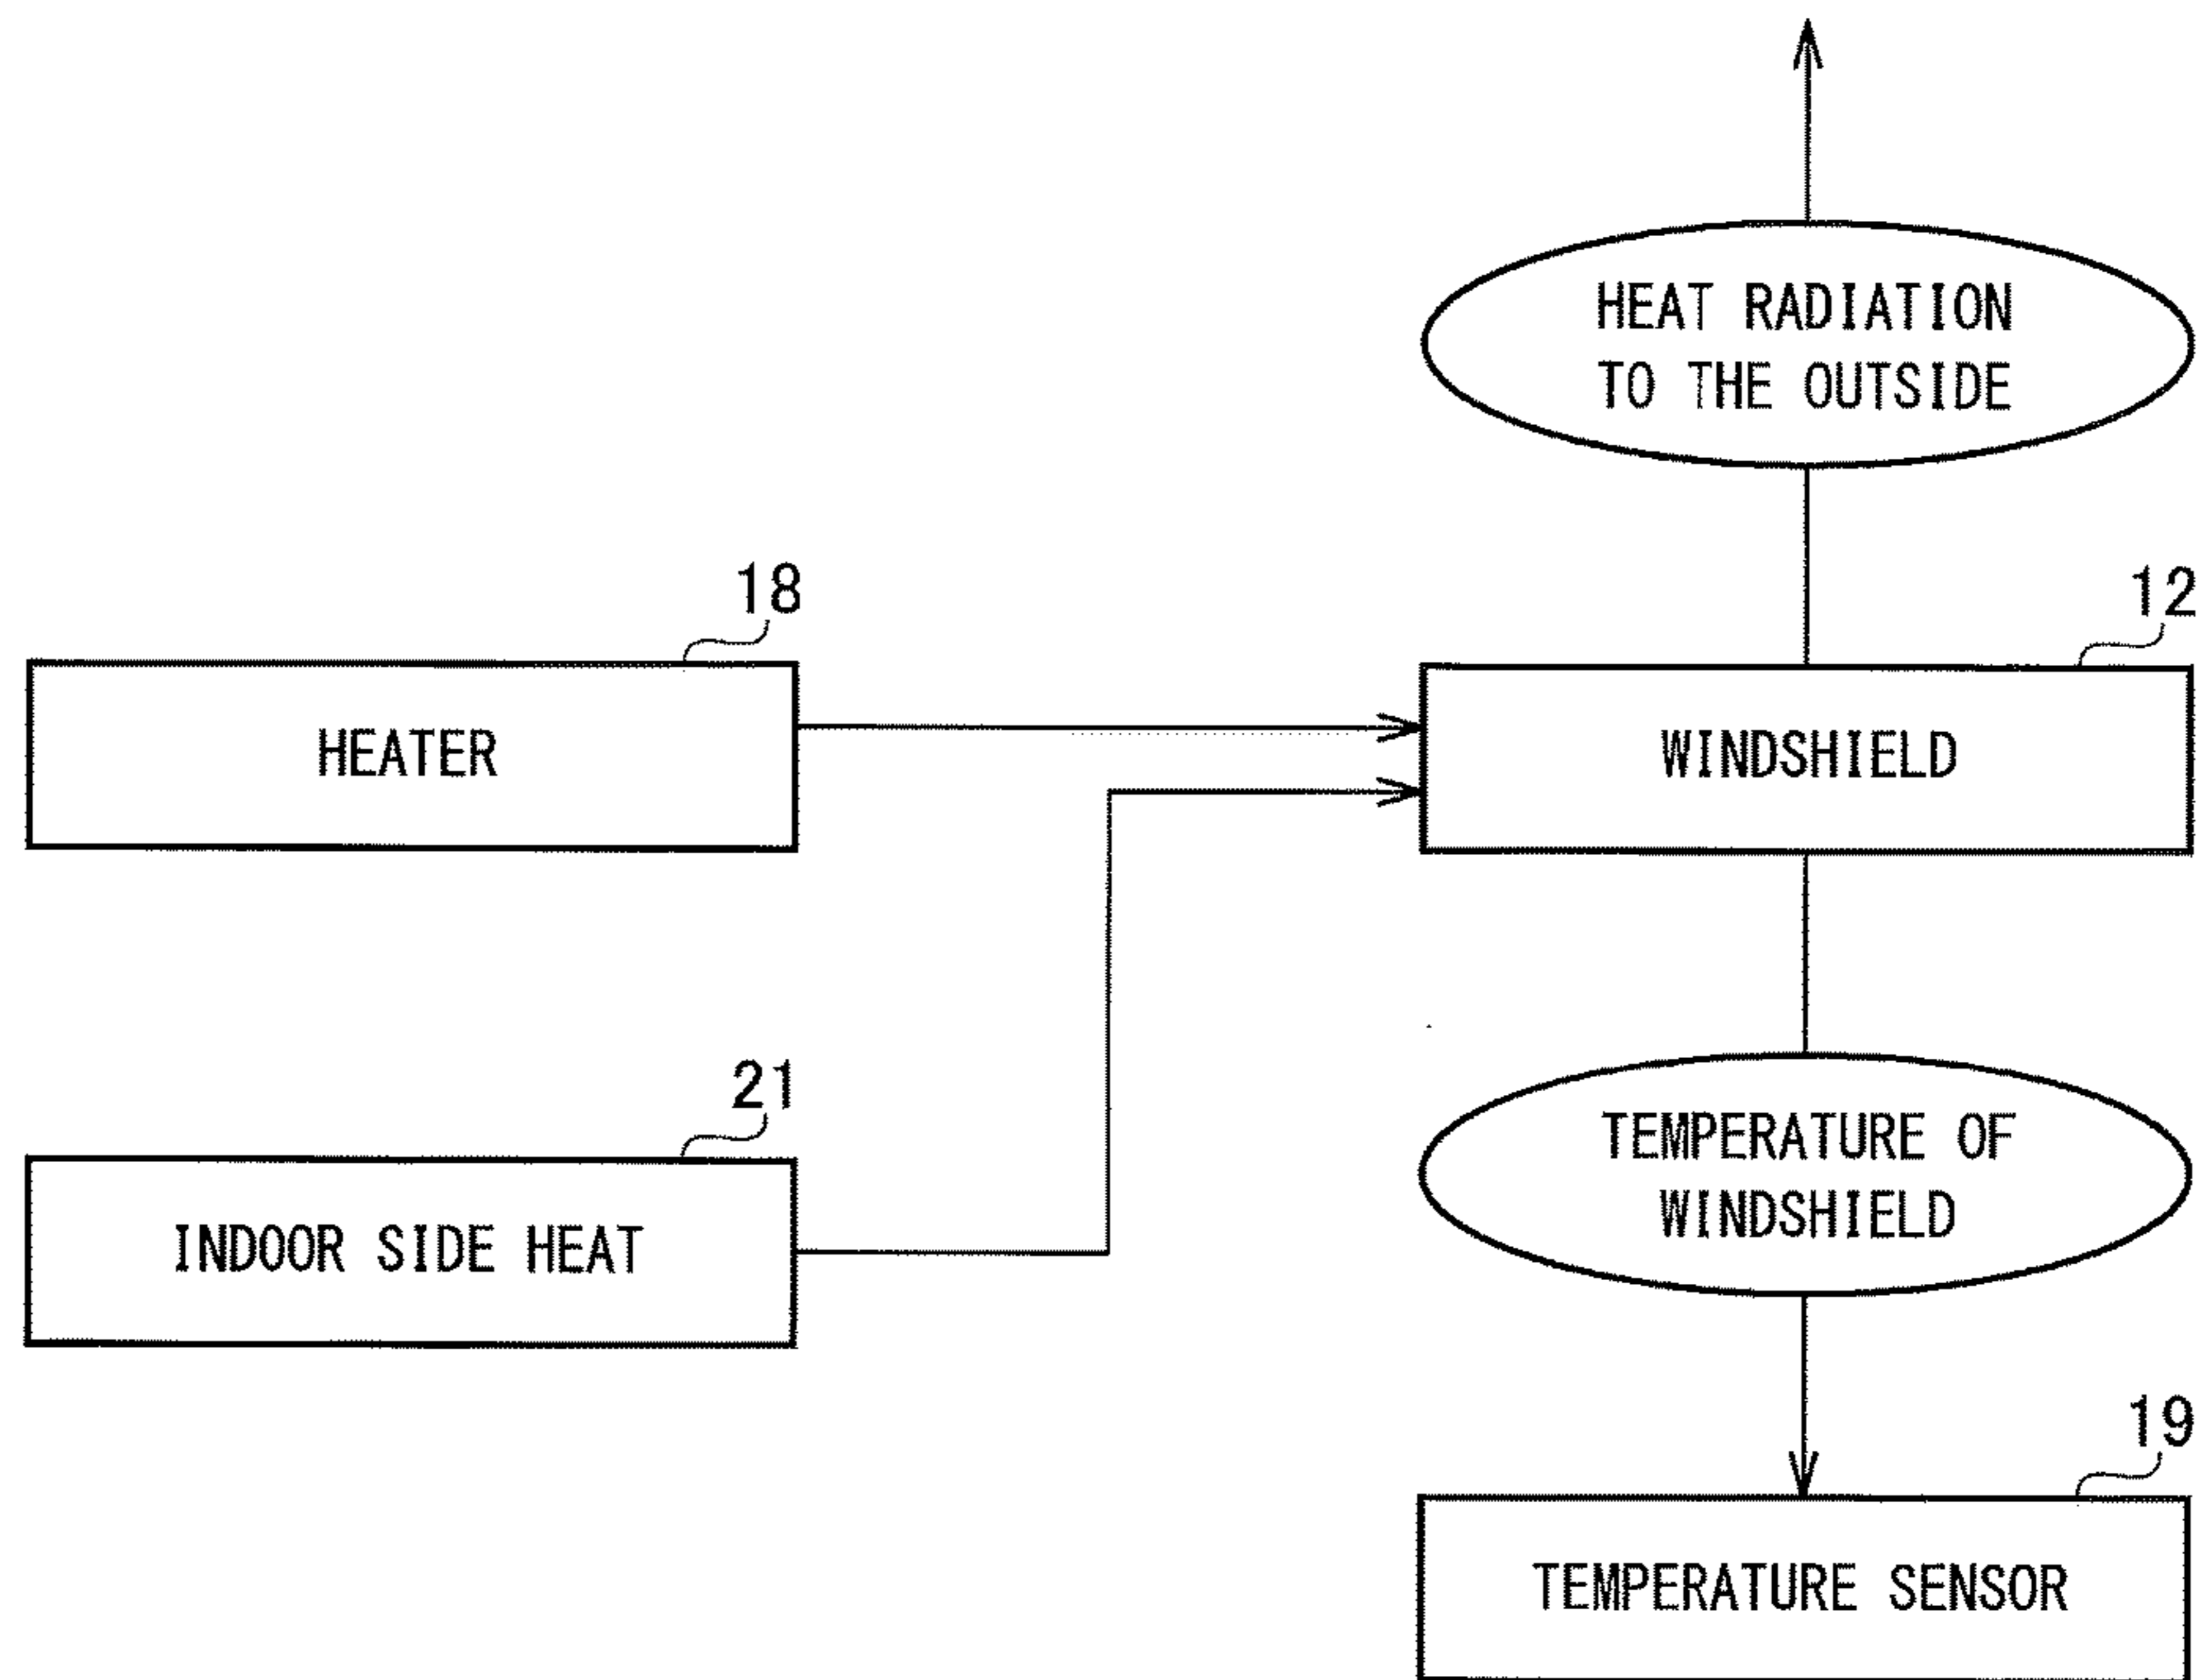 HEAT RADIATION
TO THE OUTSIDE
18
12
HEATER
WINDSHIELD
21
TEMPERATURE OF
WINDSHIELD
INDOOR SIDE HEAT
19
TEMPERATURE SENSOR